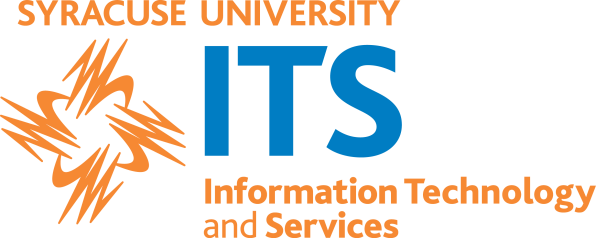 SYRACUSE UNIVERSITY
ITS
Information Technology
and Services